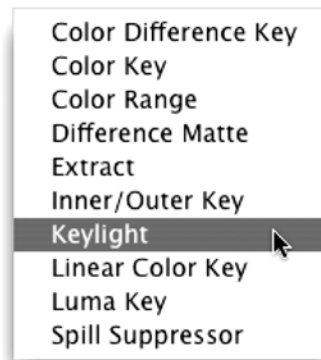 Color Difference Key
Color Key
Color Range
Difference Matte
Extract
Inner/Outer Key
Keylight
Linear Color Key
Luma Key
Spill Suppressor